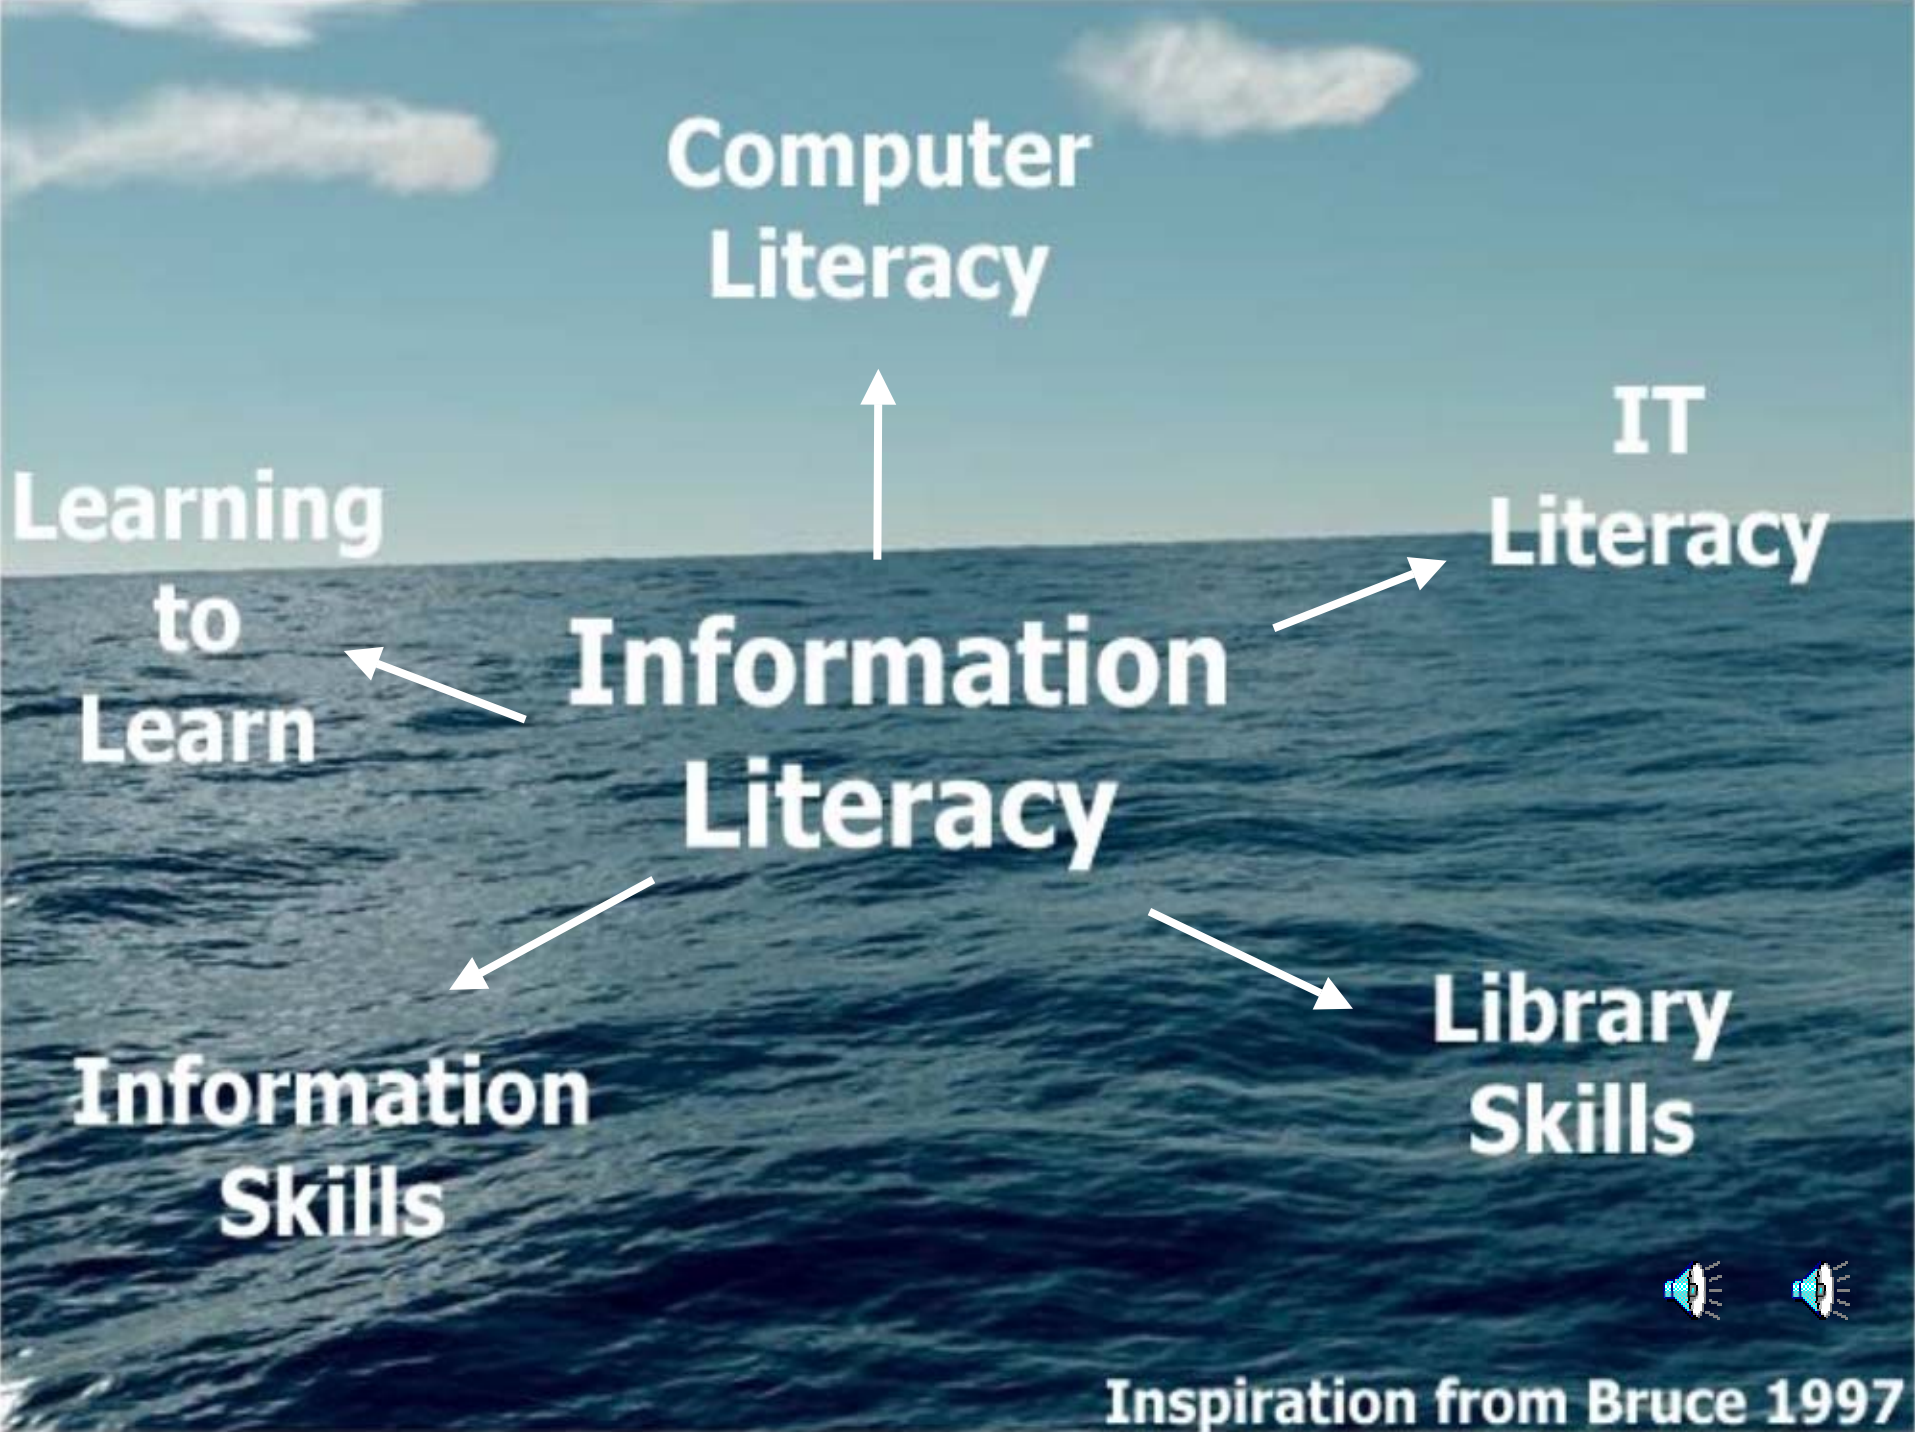 Computer
Literacy
IT
Literacy
Learning
to
Learn
Information
Literacy
Library
Skills
Information
Skills
Inspiration from Bruce 1997